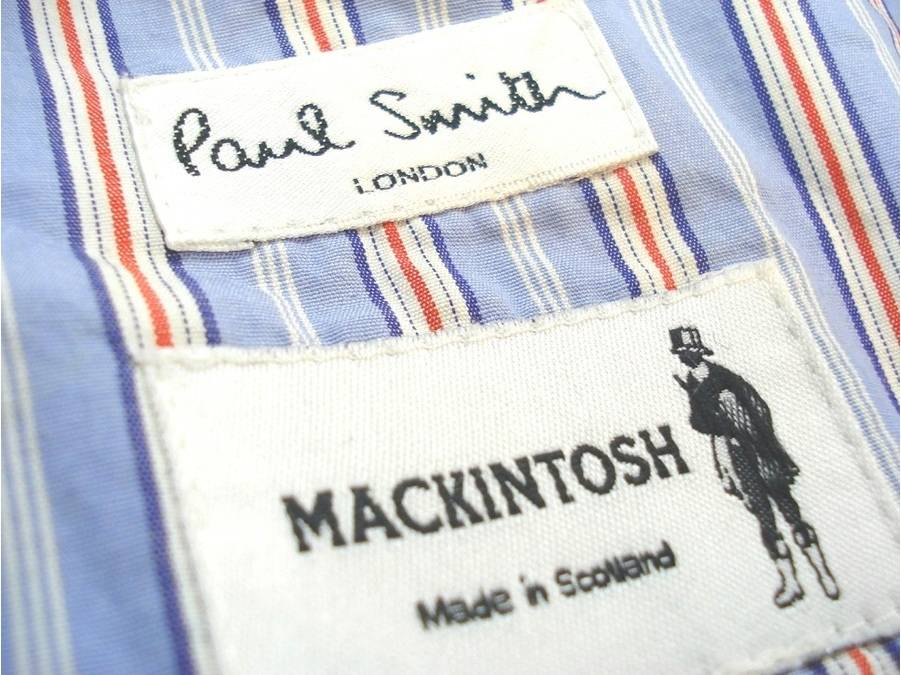 Paul Smith
LONDON
MACKINTOSH
Made in Scotland